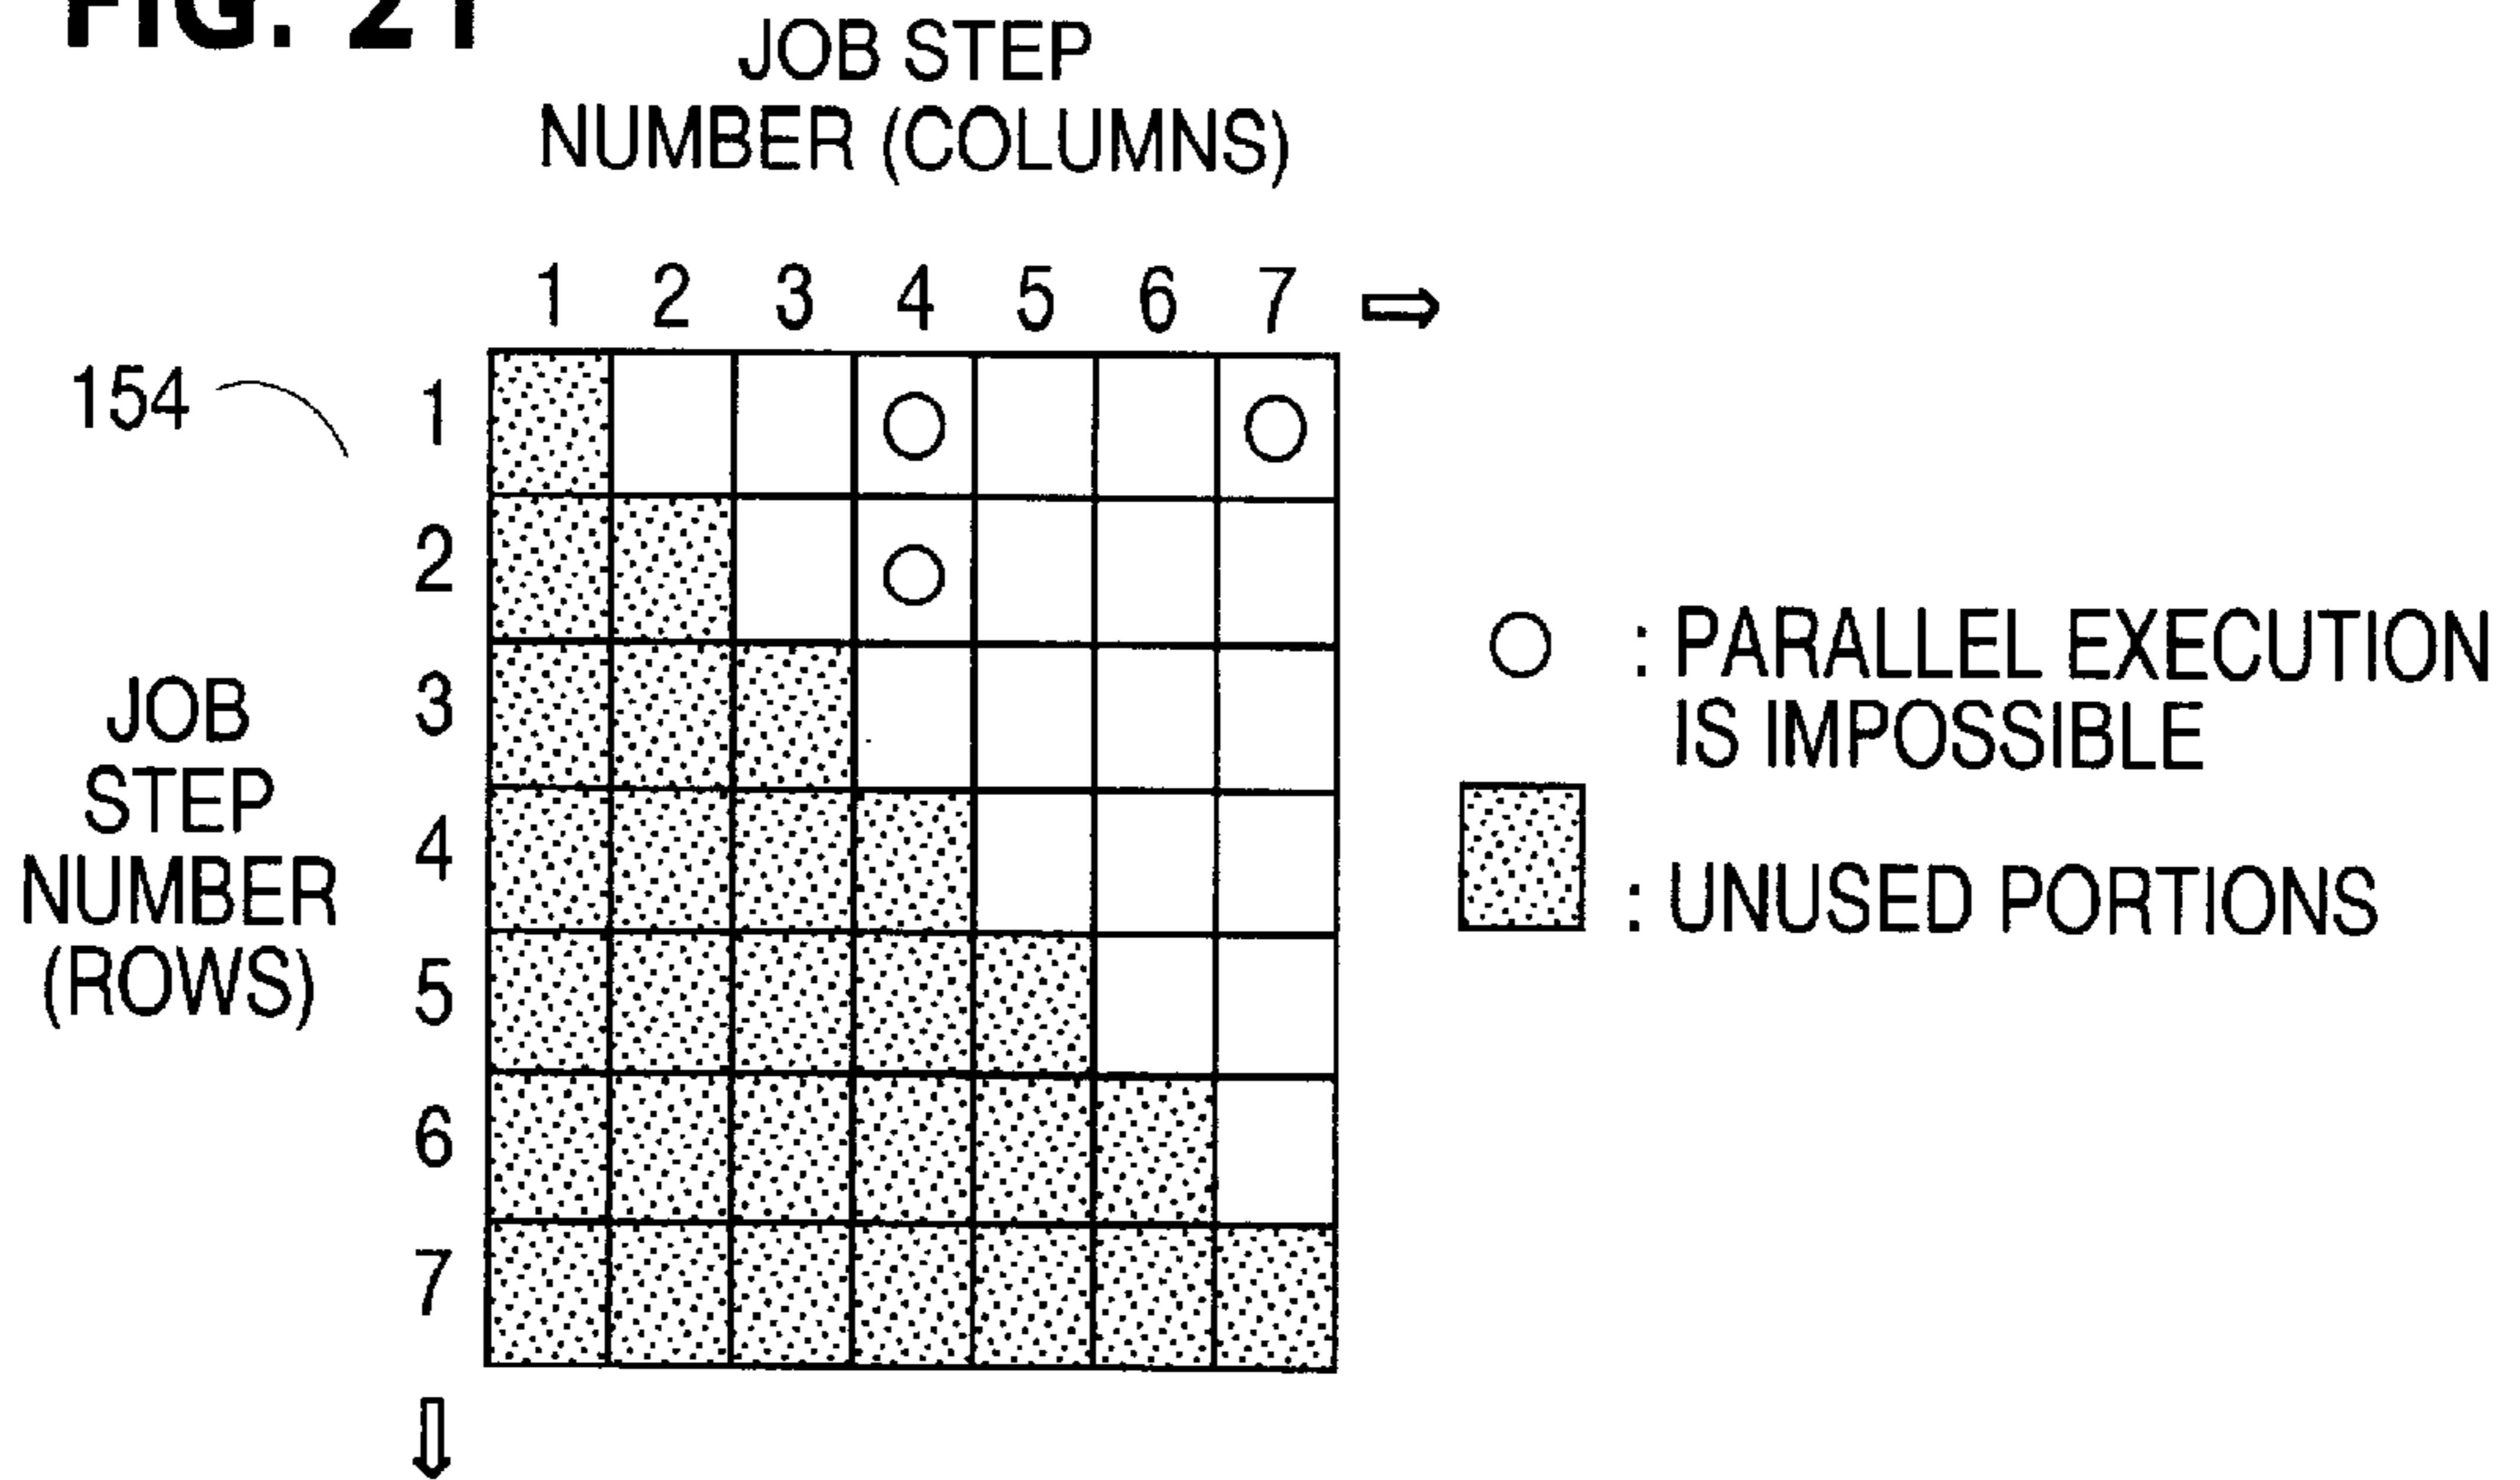 FIG. 21
JOB STEP
NUMBER (COLUMNS)
1 2 3 4 5 6 7
154
1
2
3
4
5
6
7
JOB
STEP
NUMBER
(ROWS)
: PARALLEL EXECUTION
IS IMPOSSIBLE
: UNUSED PORTIONS